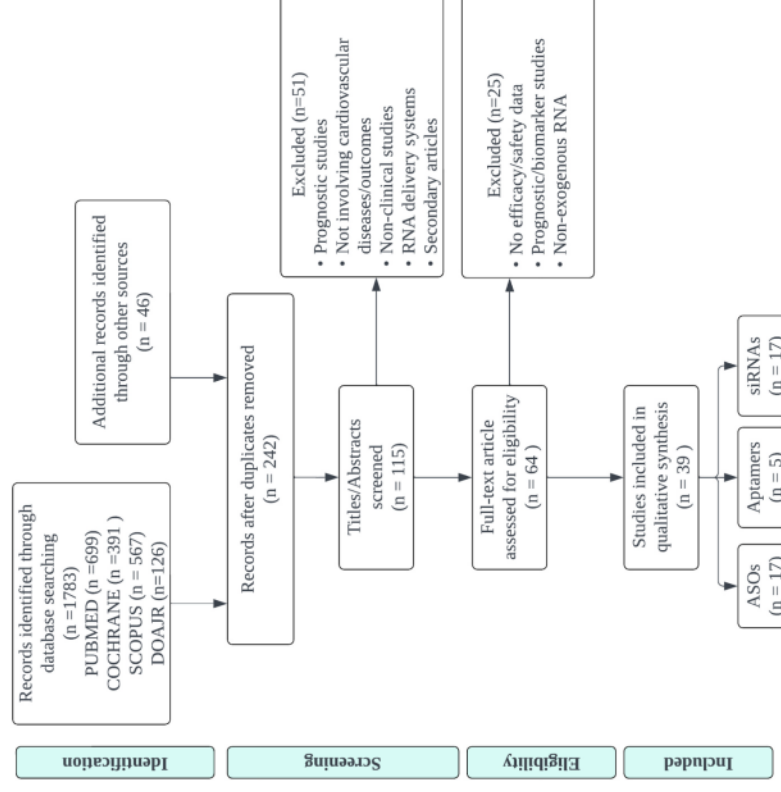 Identification
Records identified through
database searching
(n =1783)
PUBMED (n =699)
COCHRANE (n =391 )
SCOPUS (n = 567)
DOAJR (n=126)
Additional records identified
through other sources
(n = 46)
Screening
Records after duplicates removed
(n = 242)
Titles/Abstracts
screened
(n = 115)
Excluded (n=51)
• Prognostic studies
• Not involving cardiovascular
diseases/outcomes
• Non-clinical studies
• RNA delivery systems
• Secondary articles
Eligibility
Full-text article
assessed for eligibility
(n = 64 )
Excluded (n=25)
• No efficacy/safety data
• Prognostic/biomarker studies
• Non-exogenous RNA
Included
Studies included in
qualitative synthesis
(n = 39 )
ASOs
(n = 17)
Aptamers
(n = 5)
siRNAs
(n = 17)